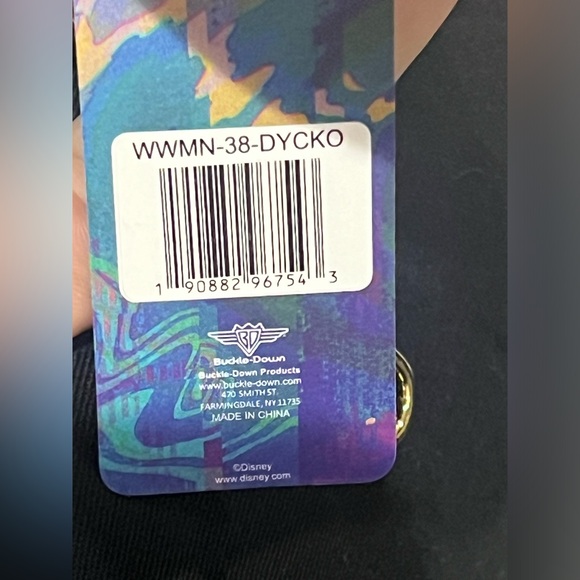 WWMN-38-DYCKO
1 90882 96754 3
BD
Buckle-Down
Buckle-Down Products
www.buckle-down.com
470 SMITH ST
FARMINGDALE, NY 11735
MADE IN CHINA
©Disney
www.disney.com